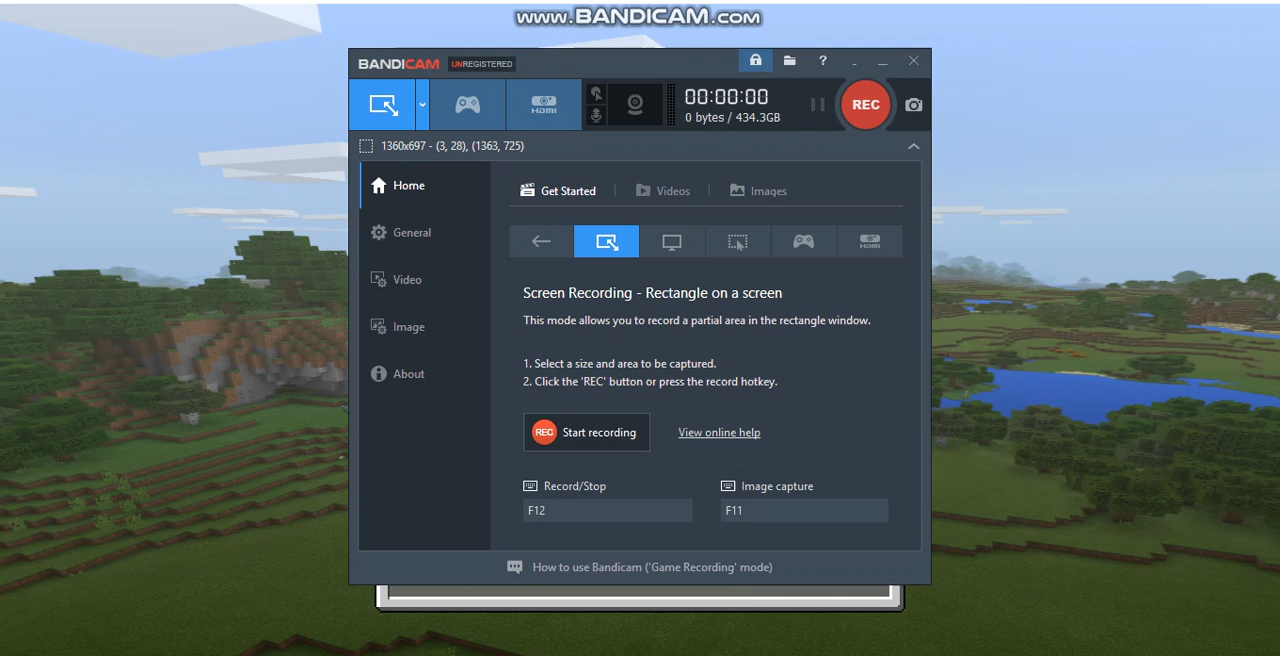 www.BANDICAM.com
BANDICAM UNREGISTERED
?
HDMI
00:00:00
0 bytes / 434.3GB
REC
1360x697 - (3, 28), (1363, 725)
Home
General
Video
Image
About
Get Started
Videos
Images
HDMI
Screen Recording - Rectangle on a screen
This mode allows you to record a partial area in the rectangle window.
1. Select a size and area to be captured.
2. Click the 'REC' button or press the record hotkey.
REC Start recording
View online help
Record/Stop
Image capture
F12
F11
How to use Bandicam ('Game Recording' mode)